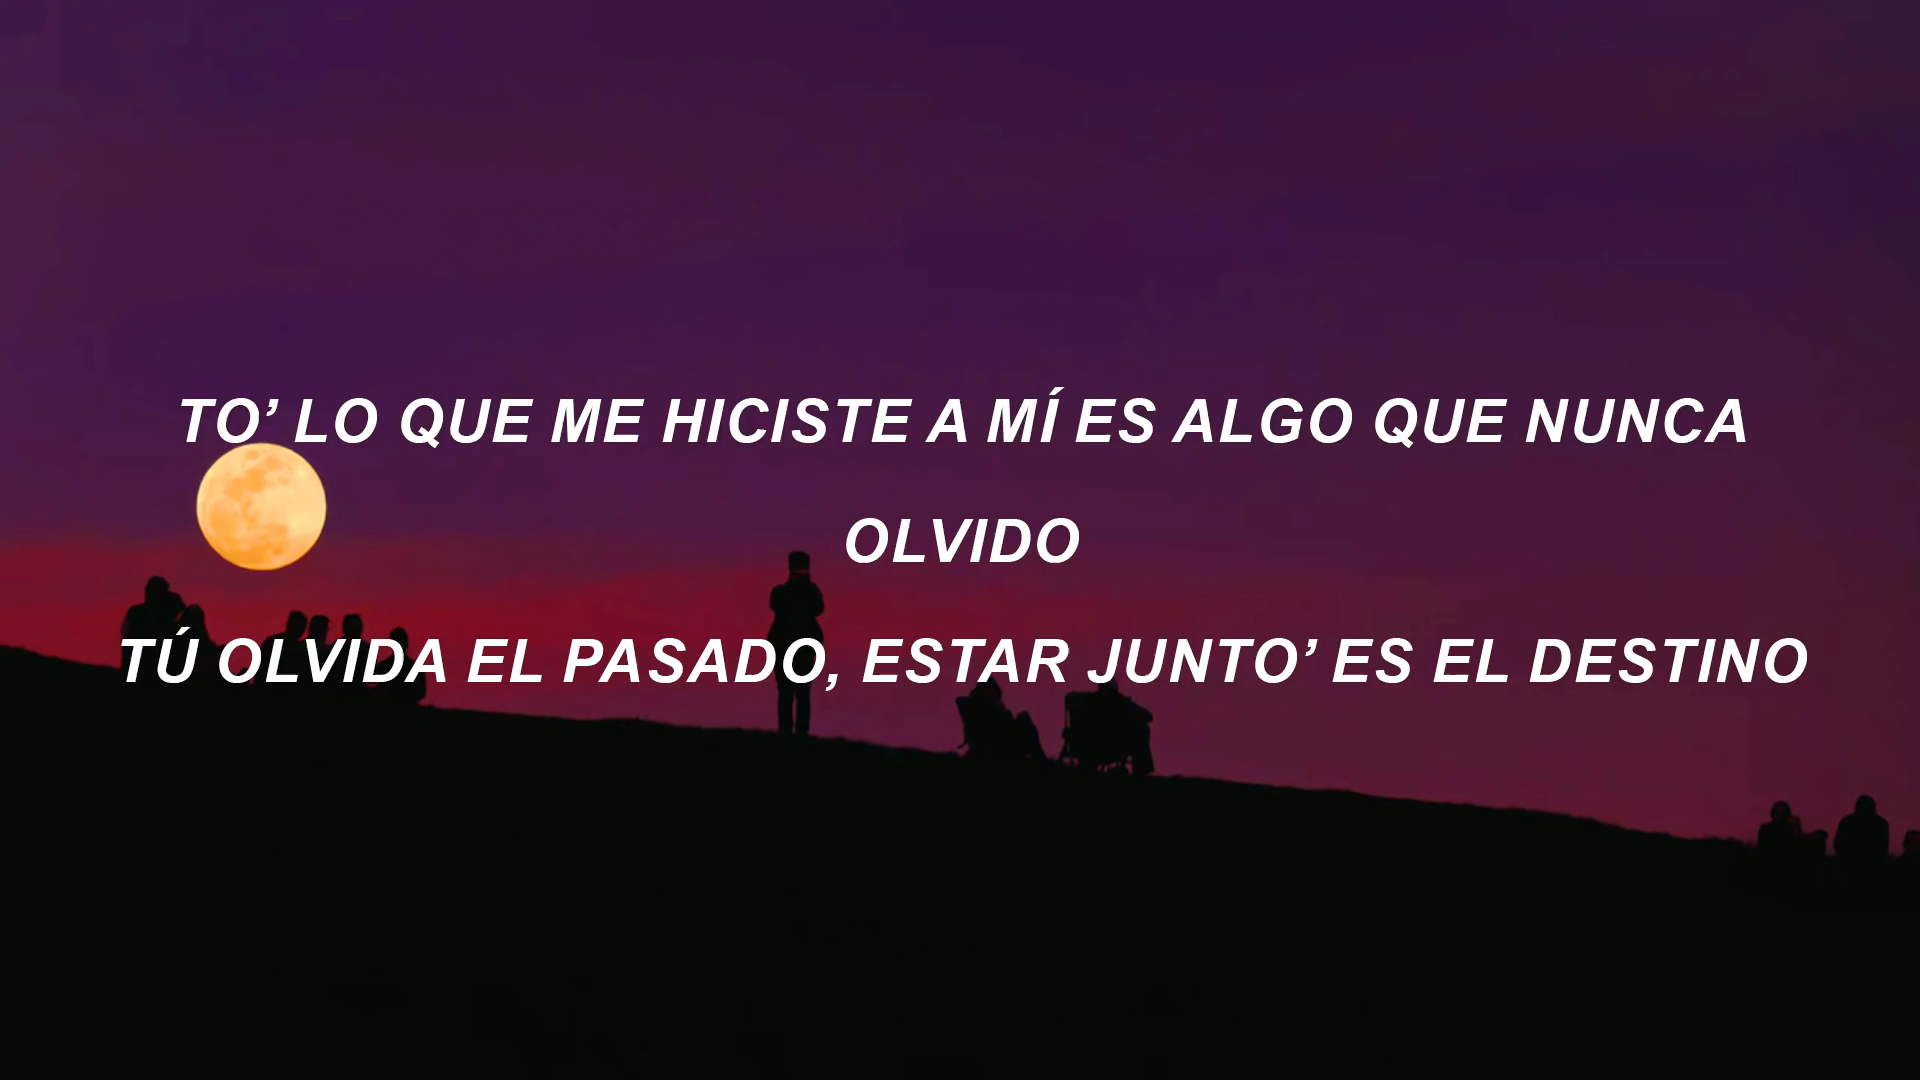 TO’ LO QUE ME HICISTE A MÍ ES ALGO QUE NUNCA
OLVIDO
TÚ OLVIDA EL PASADO, ESTAR JUNTO’ ES EL DESTINO